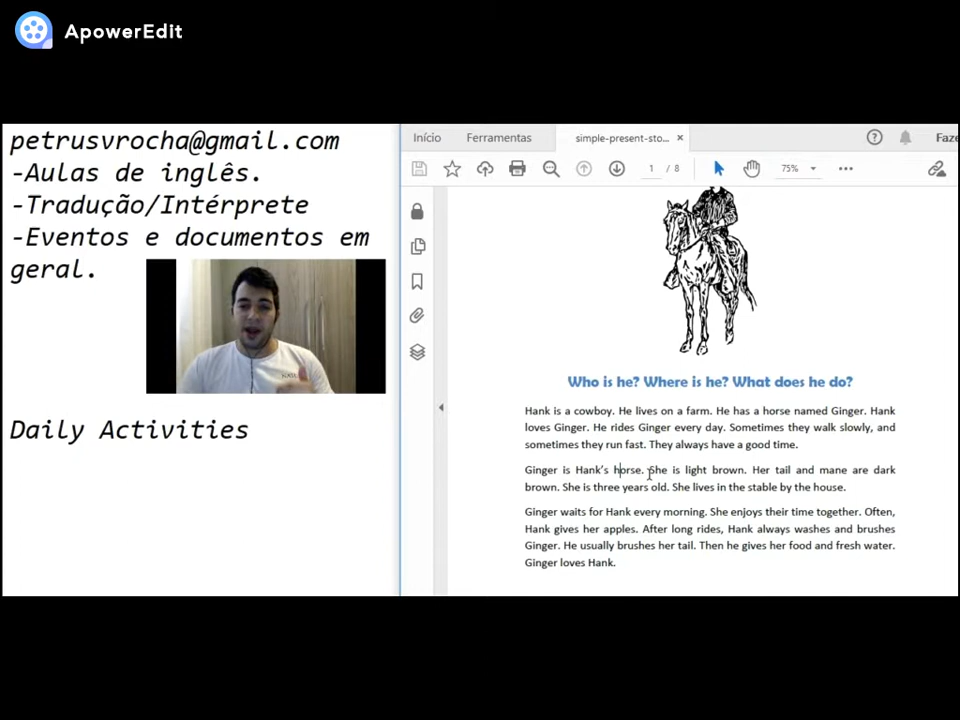 ApowerEdit
petrusvrocha@gmail.com
-Aulas de inglês.
-Tradução/Intérprete
-Eventos e documentos em
geral.
Daily Activities
Início Ferramentas simple-present-sto... × ? Faze
1 / 8 75%
Who is he? Where is he? What does he do?
Hank is a cowboy. He lives on a farm. He has a horse named Ginger. Hank
loves Ginger. He rides Ginger every day. Sometimes they walk slowly, and
sometimes they run fast. They always have a good time.
Ginger is Hank's horse. She is light brown. Her tail and mane are dark
brown. She is three years old. She lives in the stable by the house.
Ginger waits for Hank every morning. She enjoys their time together. Often,
Hank gives her apples. After long rides, Hank always washes and brushes
Ginger. He usually brushes her tail. Then he gives her food and fresh water.
Ginger loves Hank.